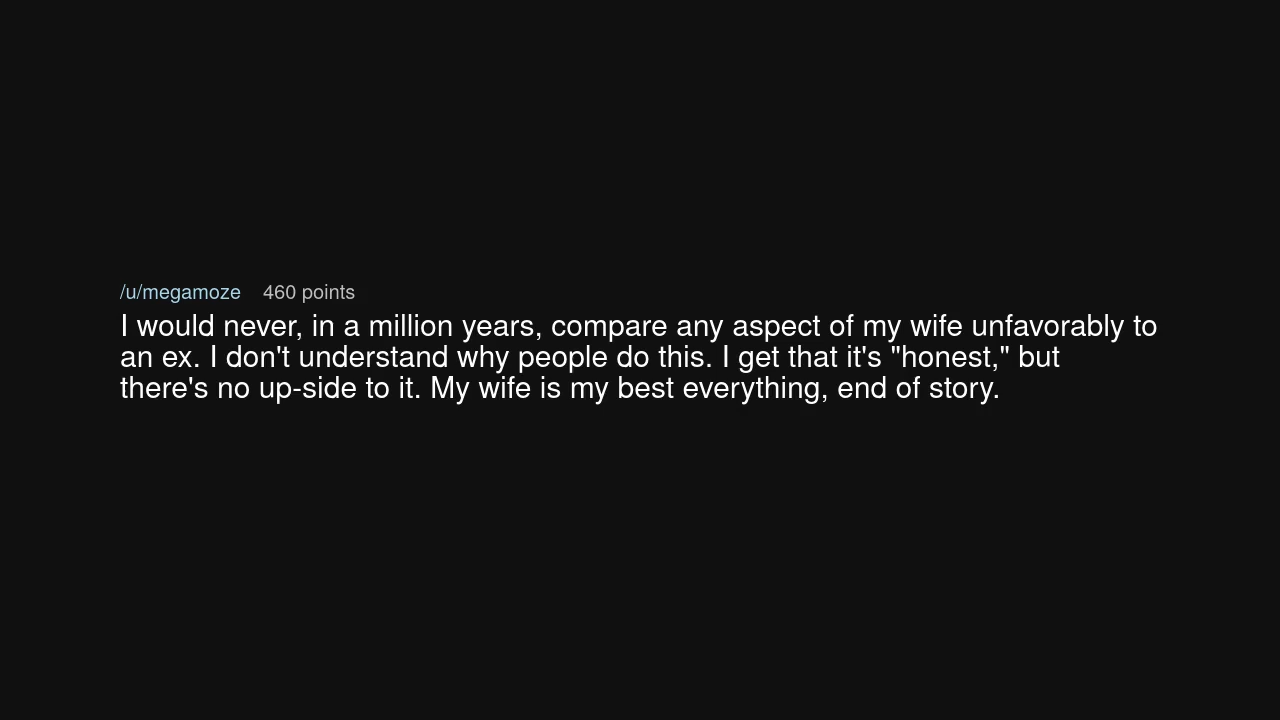 /u/megamoze 460 points
I would never, in a million years, compare any aspect of my wife unfavorably to
an ex. I don't understand why people do this. I get that it's "honest," but
there's no up-side to it. My wife is my best everything, end of story.